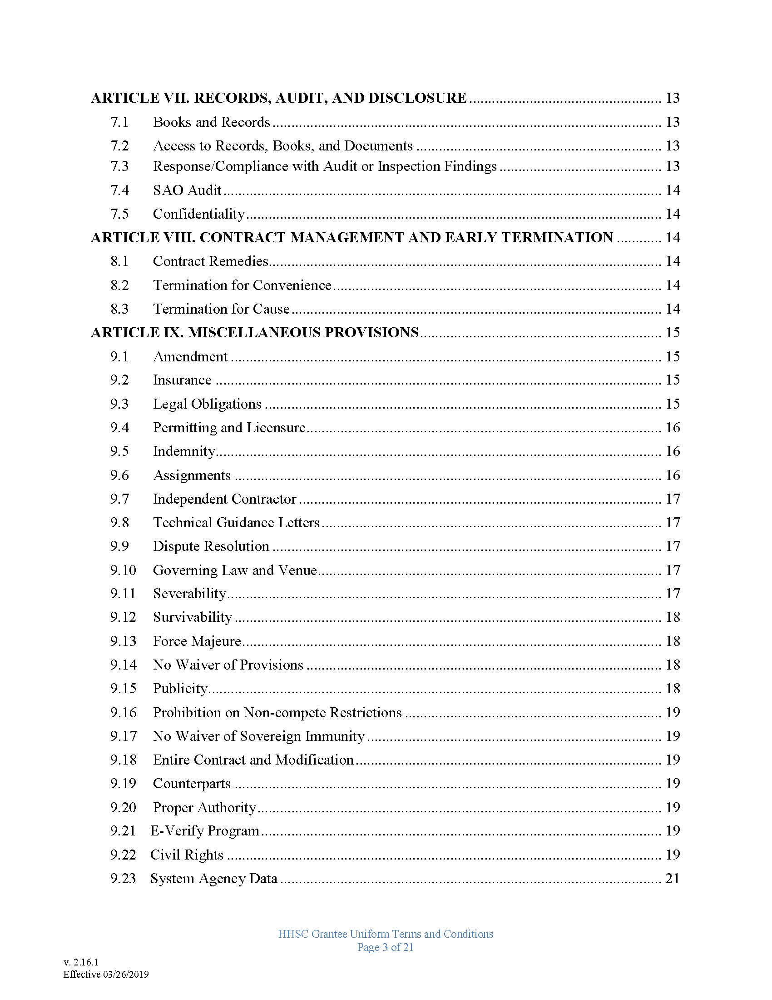 ARTICLE VII. RECORDS, AUDIT, AND DISCLOSURE ........ 13
7.1 Books and Records ........ 13
7.2 Access to Records, Books, and Documents ........ 13
7.3 Response/Compliance with Audit or Inspection Findings ........ 13
7.4 SAO Audit ........ 14
7.5 Confidentiality ........ 14
ARTICLE VIII. CONTRACT MANAGEMENT AND EARLY TERMINATION ........ 14
8.1 Contract Remedies ........ 14
8.2 Termination for Convenience ........ 14
8.3 Termination for Cause ........ 14
ARTICLE IX. MISCELLANEOUS PROVISIONS ........ 15
9.1 Amendment ........ 15
9.2 Insurance ........ 15
9.3 Legal Obligations ........ 15
9.4 Permitting and Licensure ........ 16
9.5 Indemnity ........ 16
9.6 Assignments ........ 16
9.7 Independent Contractor ........ 17
9.8 Technical Guidance Letters ........ 17
9.9 Dispute Resolution ........ 17
9.10 Governing Law and Venue ........ 17
9.11 Severability ........ 17
9.12 Survivability ........ 18
9.13 Force Majeure ........ 18
9.14 No Waiver of Provisions ........ 18
9.15 Publicity ........ 18
9.16 Prohibition on Non-compete Restrictions ........ 19
9.17 No Waiver of Sovereign Immunity ........ 19
9.18 Entire Contract and Modification ........ 19
9.19 Counterparts ........ 19
9.20 Proper Authority ........ 19
9.21 E-Verify Program ........ 19
9.22 Civil Rights ........ 19
9.23 System Agency Data ........ 21
HHSC Grantee Uniform Terms and Conditions
Page 3 of 21
v. 2.16.1
Effective 03/26/2019